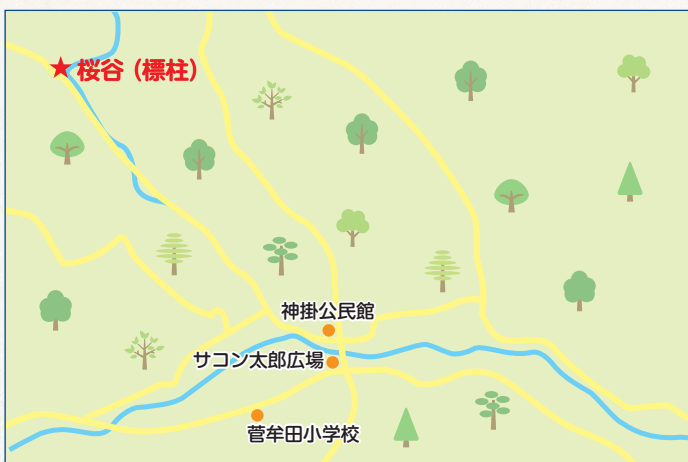 ★桜谷（標柱）
神掛公民館
サコン太郎広場
菅牟田小学校